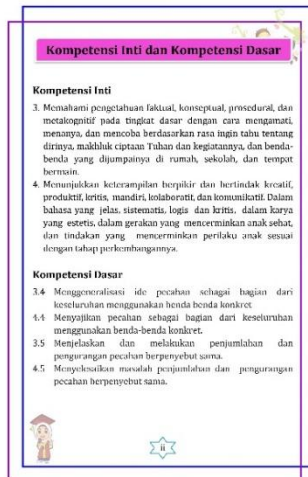 Kompetensi Inti dan Kompetensi Dasar
Kompetensi Inti
3. Memahami pengetahuan faktual, konseptual, prosedural, dan
metakognitif pada tingkat dasar dengan cara mengamati,
menanya, dan mencoba berdasarkan rasa ingin tahu tentang
dirinya, makhluk ciptaan Tuhan dan kegiatannya, dan benda-
benda yang dijumpainya di rumah, sekolah, dan tempat
bermain.
4. Menunjukkan keterampilan berpikir dan bertindak kreatif,
produktif, kritis, mandiri, kolaboratif, dan komunikatif. Dalam
bahasa yang jelas, sistematis, logis dan kritis, dalam karya
yang estetis, dalam gerakan yang mencerminkan anak sehat,
dan tindakan yang mencerminkan perilaku anak sesuai
dengan tahap perkembangannya.
Kompetensi Dasar
3.4 Menggeneralisasi ide pecahan sebagai bagian dari
keseluruhan menggunakan benda benda konkret
4.4 Menyajikan pecahan sebagai bagian dari keseluruhan
menggunakan benda-benda konkret.
3.5 Menjelaskan dan melakukan penjumlahan dan
pengurangan pecahan berpenyebut sama.
4.5 Menyelesaikan masalah penjumlahan dan pengurangan
pecahan berpenyebut sama.
ii